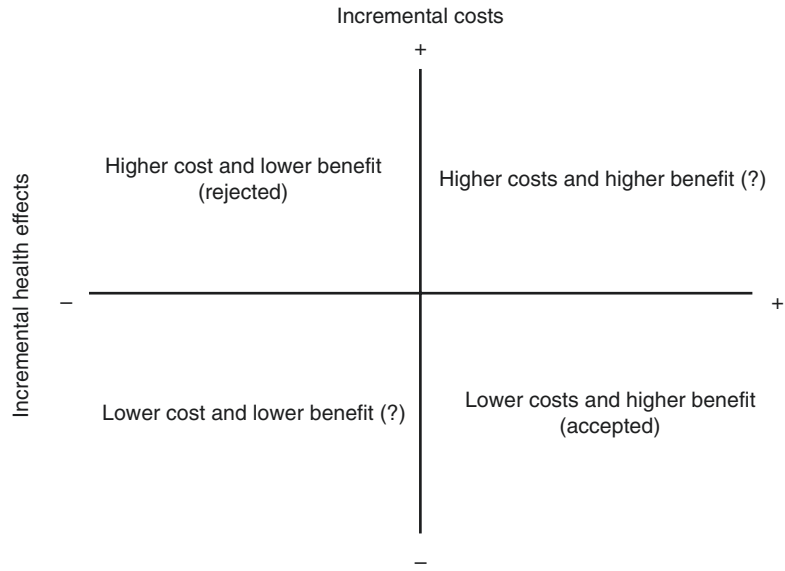 Incremental costs
+
Higher cost and lower benefit
(rejected)
Higher costs and higher benefit (?)
Incremental health effects
–
+
Lower cost and lower benefit (?)
Lower costs and higher benefit
(accepted)
–